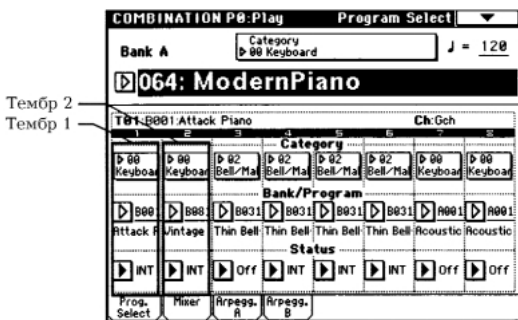 COMBINATION P0:Play Program Select
Bank A
Category
00 Keyboard
♩ = 120
064: ModernPiano
Тембр 2
Тембр 1
T01:B001:Attack Piano Ch:Gch
1 2 3 4 5 6 7 8
Category
00 00 02 02 02 02 00 00
Keyboar Keyboar Bell/Mal Bell/Mal Bell/Mal Bell/Mal Keyboar Keyboar
Bank/Program
B001 B081 B031 B031 B031 B031 A001 A001
Attack P Vintage Thin Bell Thin Bell Thin Bell Thin Bell Acoustic Acoustic
Status
INT INT Off INT INT INT Off Off
Prog. Select Mixer Arpegg. A Arpegg. B